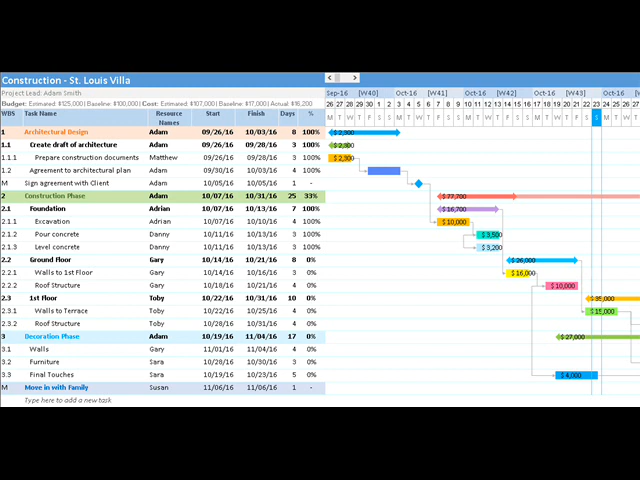 Construction - St. Louis Villa
Project Lead: Adam Smith
Budget: Estimated: $125,000 | Baseline: $100,000 | Cost: Estimated: $107,000 | Baseline: $17,000 | Actual: $16,200
Sep-16 [W40] Oct-16 [W41] Oct-16 [W42] Oct-16 [W43] Oct-16
26 27 28 29 30 1 2 3 4 5 6 7 8 9 10 11 12 13 14 15 16 17 18 19 20 21 22 23 24 25 26 27
WBS Task Name Resource Names Start Finish Days %
M T W T F S S M T W T F S S M T W T F S S M T W T F S S M T W T
1 Architectural Design Adam 09/26/16 10/03/16 8 100%
1.1 Create draft of architecture Adam 09/26/16 09/28/16 3 100%
1.1.1 Prepare construction documents Matthew 09/26/16 09/28/16 3 100% $ 2,300
1.2 Agreement to architectural plan Adam 09/30/16 10/03/16 4 100%
M Sign agreement with Client Adam 10/05/16 10/05/16 1 -
2 Construction Phase Adam 10/07/16 10/31/16 25 33% $ 77,700
2.1 Foundation Adrian 10/07/16 10/13/16 7 100% $ 16,700
2.1.1 Excavation Adrian 10/07/16 10/10/16 4 100% $ 10,000
2.1.2 Pour concrete Danny 10/11/16 10/13/16 3 100% $ 3,500
2.1.3 Level concrete Danny 10/11/16 10/13/16 3 100% $ 3,200
2.2 Ground Floor Gary 10/14/16 10/21/16 8 0% $ 26,000
2.2.1 Walls to 1st Floor Gary 10/14/16 10/16/16 3 0% $ 16,000
2.2.2 Roof Structure Gary 10/18/16 10/21/16 4 0% $ 10,000
2.3 1st Floor Toby 10/22/16 10/31/16 10 0% $ 35,000
2.3.1 Walls to Terrace Toby 10/22/16 10/25/16 4 0% $ 15,000
2.3.2 Roof Structure Toby 10/28/16 10/31/16 4 0%
3 Decoration Phase Adam 10/19/16 11/04/16 17 0% $ 27,000
3.1 Walls Gary 11/01/16 11/04/16 4 0%
3.2 Furniture Sara 10/28/16 10/30/16 3 0%
3.3 Final Touches Sara 10/19/16 10/23/16 5 0% $ 4,000
M Move in with Family Susan 11/06/16 11/06/16 1 -
Type here to add a new task